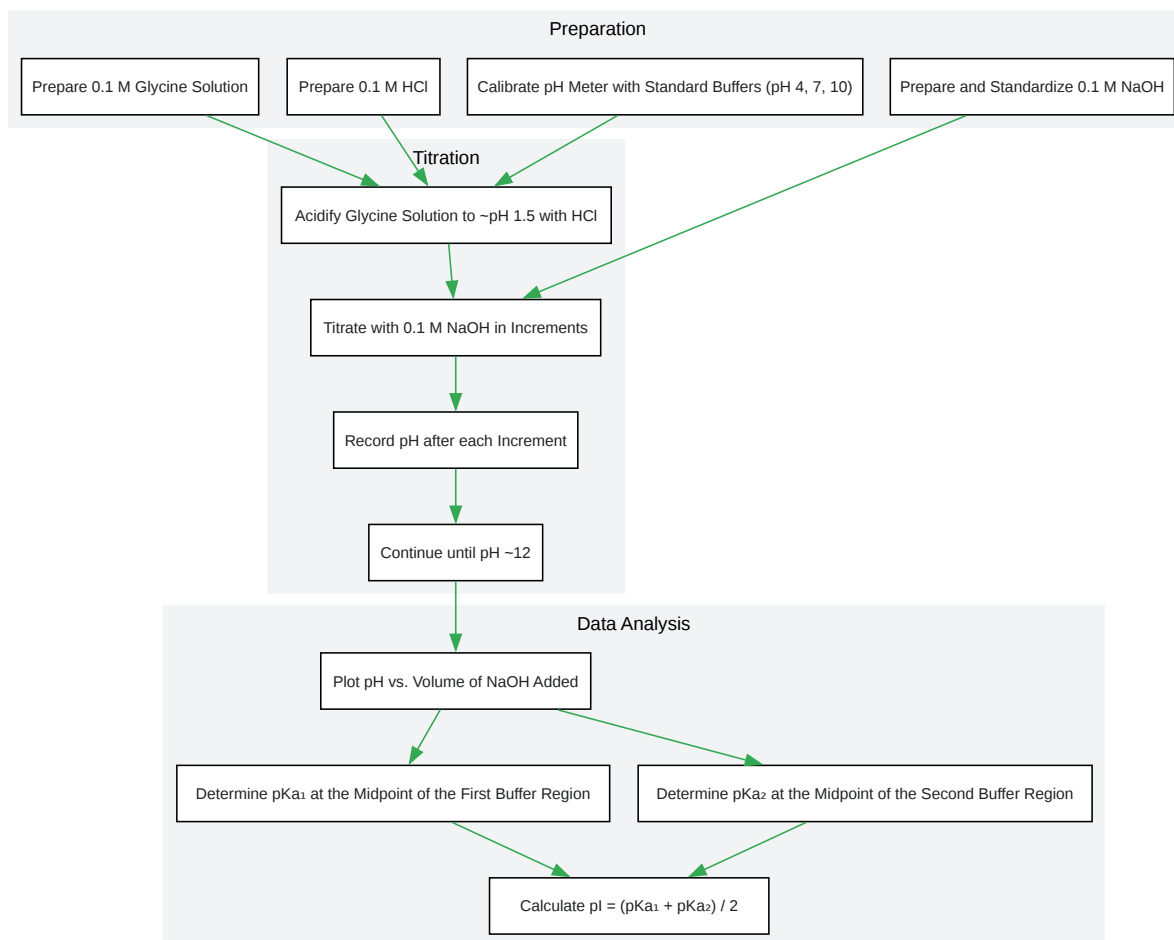 Preparation
Prepare 0.1 M Glycine Solution
Prepare 0.1 M HCl
Calibrate pH Meter with Standard Buffers (pH 4, 7, 10)
Prepare and Standardize 0.1 M NaOH
Titration
Acidify Glycine Solution to ~pH 1.5 with HCl
Titrate with 0.1 M NaOH in Increments
Record pH after each Increment
Continue until pH ~12
Data Analysis
Plot pH vs. Volume of NaOH Added
Determine pKa₁ at the Midpoint of the First Buffer Region
Determine pKa₂ at the Midpoint of the Second Buffer Region
Calculate pI = (pKa₁ + pKa₂) / 2